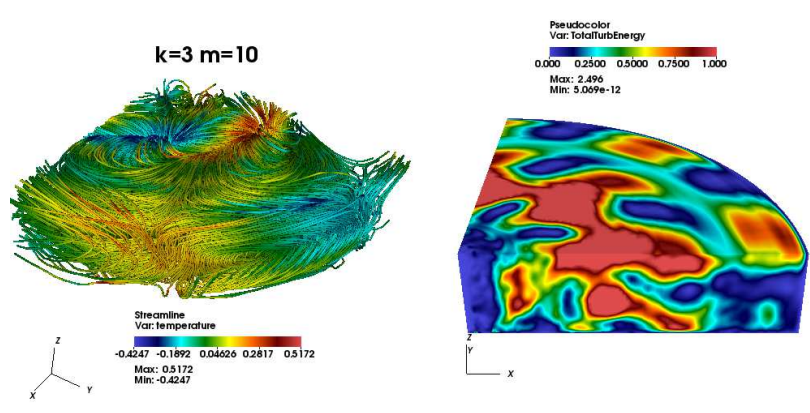 k=3 m=10
Streamline
Var: temperature
-0.4247 -0.1892 0.04626 0.2817 0.5172
Max: 0.5172
Min: -0.4247
Z
X
Y
Pseudocolor
Var: TotalTurbEnergy
0.000 0.2500 0.5000 0.7500 1.000
Max: 2.496
Min: 5.069e-12
Z
Y
X